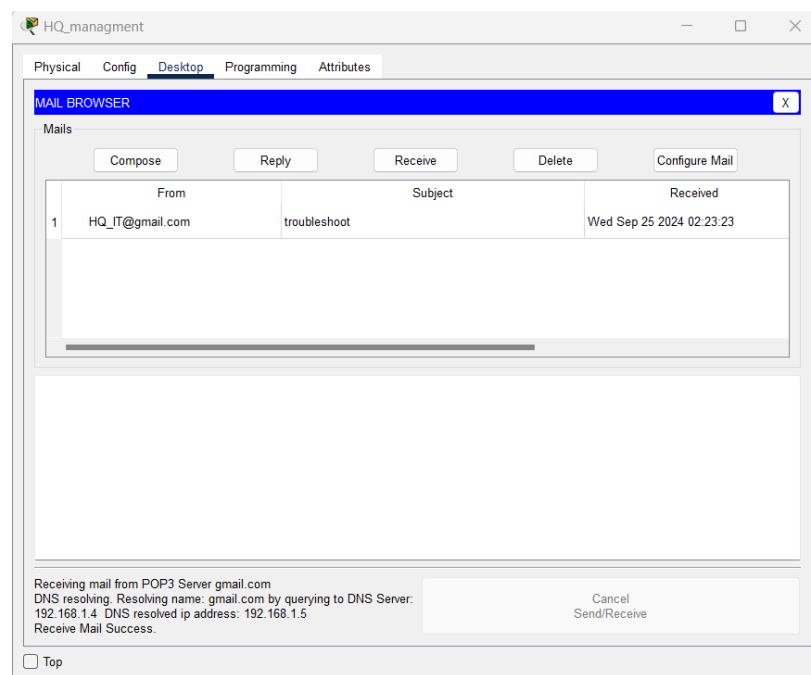 HQ_managment
Physical Config Desktop Programming Attributes
MAIL BROWSER X
Mails
Compose Reply Receive Delete Configure Mail
From Subject Received
1 HQ_IT@gmail.com troubleshoot Wed Sep 25 2024 02:23:23
Receiving mail from POP3 Server gmail.com
DNS resolving. Resolving name: gmail.com by querying to DNS Server:
192.168.1.4 DNS resolved ip address: 192.168.1.5
Receive Mail Success.
Cancel
Send/Receive
Top